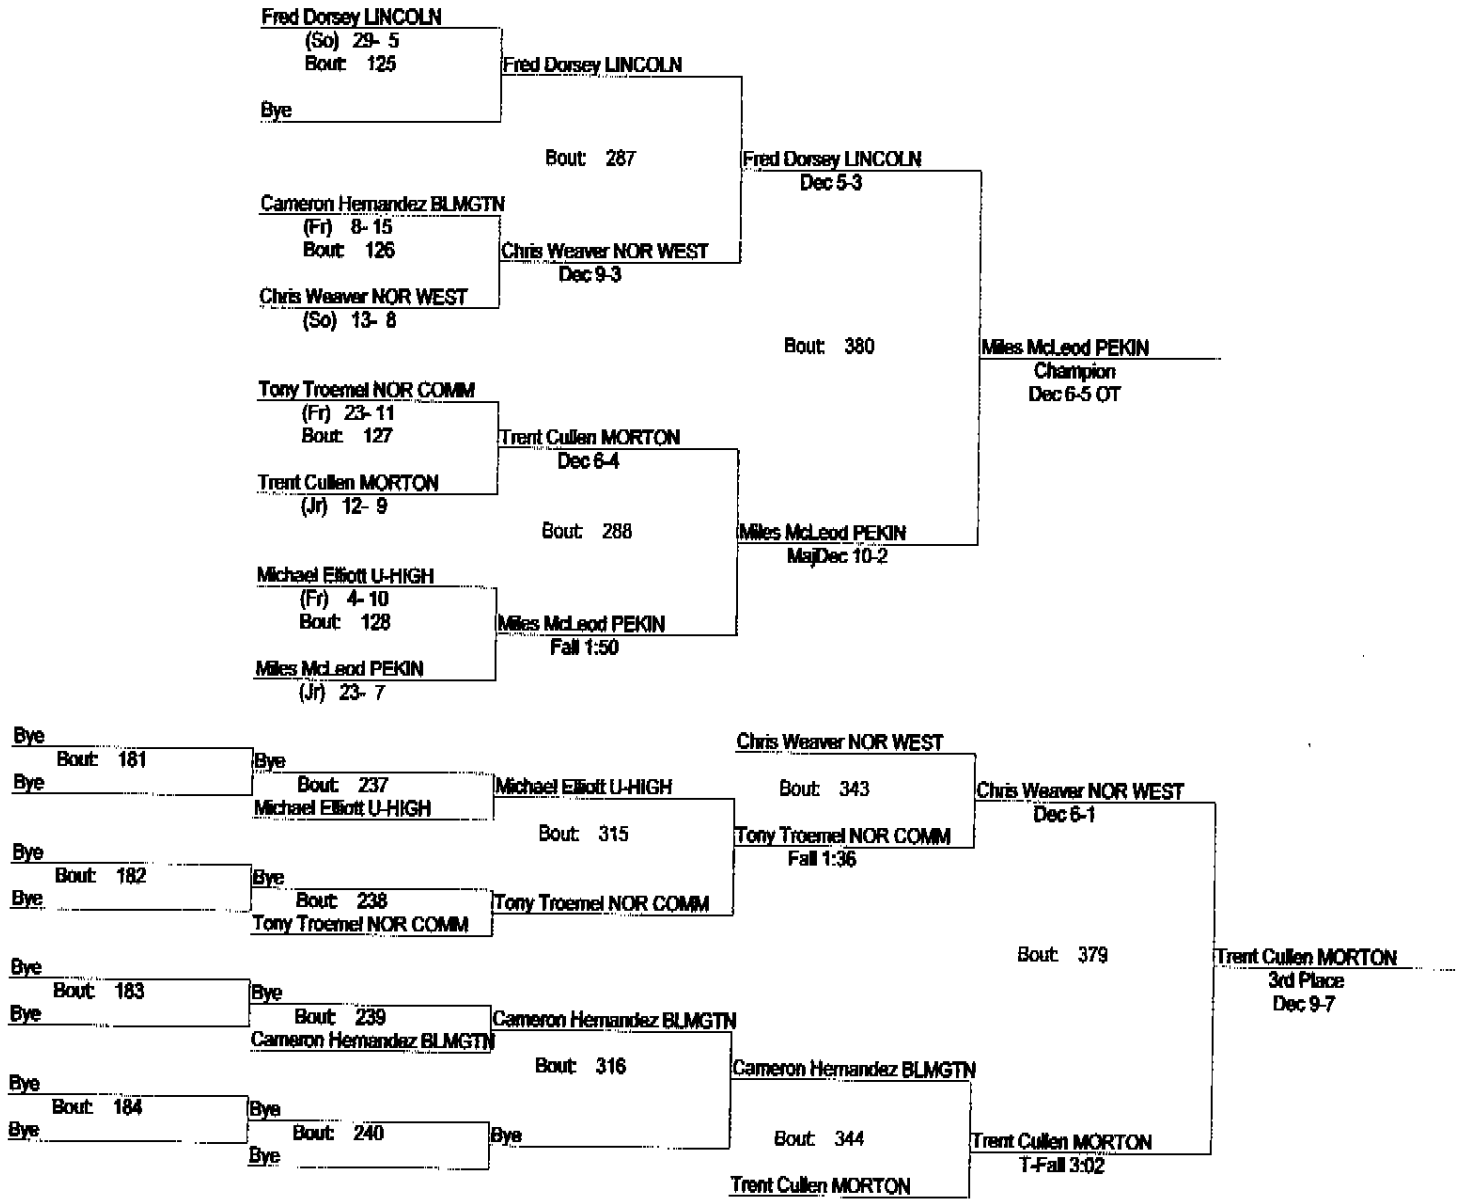 Fred Dorsey LINCOLN
(So) 29- 5
Bout: 125
Fred Dorsey LINCOLN
Bye
Bout: 287
Fred Dorsey LINCOLN
Dec 5-3
Cameron Hernandez BLMGTN
(Fr) 8- 15
Bout: 126
Chris Weaver NOR WEST
Dec 9-3
Chris Weaver NOR WEST
(So) 13- 8
Bout: 380
Miles McLeod PEKIN
Champion
Dec 6-5 OT
Tony Troemel NOR COMM
(Fr) 23- 11
Bout: 127
Trent Cullen MORTON
Dec 6-4
Trent Cullen MORTON
(Jr) 12- 9
Bout: 288
Miles McLeod PEKIN
MajDec 10-2
Michael Elliott U-HIGH
(Fr) 4- 10
Bout: 128
Miles McLeod PEKIN
Fall 1:50
Miles McLeod PEKIN
(Jr) 23- 7
Bye
Bout: 181
Bye
Bye
Bout: 237
Michael Elliott U-HIGH
Michael Elliott U-HIGH
Chris Weaver NOR WEST
Bout: 343
Chris Weaver NOR WEST
Dec 6-1
Bout: 315
Tony Troemel NOR COMM
Fall 1:36
Bye
Bout: 182
Bye
Bye
Bout: 238
Tony Troemel NOR COMM
Tony Troemel NOR COMM
Bout: 379
Trent Cullen MORTON
3rd Place
Dec 9-7
Bye
Bout: 183
Bye
Bye
Bout: 239
Cameron Hernandez BLMGTN
Cameron Hernandez BLMGTN
Bout: 316
Cameron Hernandez BLMGTN
Bye
Bout: 184
Bye
Bye
Bout: 240
Bye
Bye
Bout: 344
Trent Cullen MORTON
T-Fall 3:02
Trent Cullen MORTON